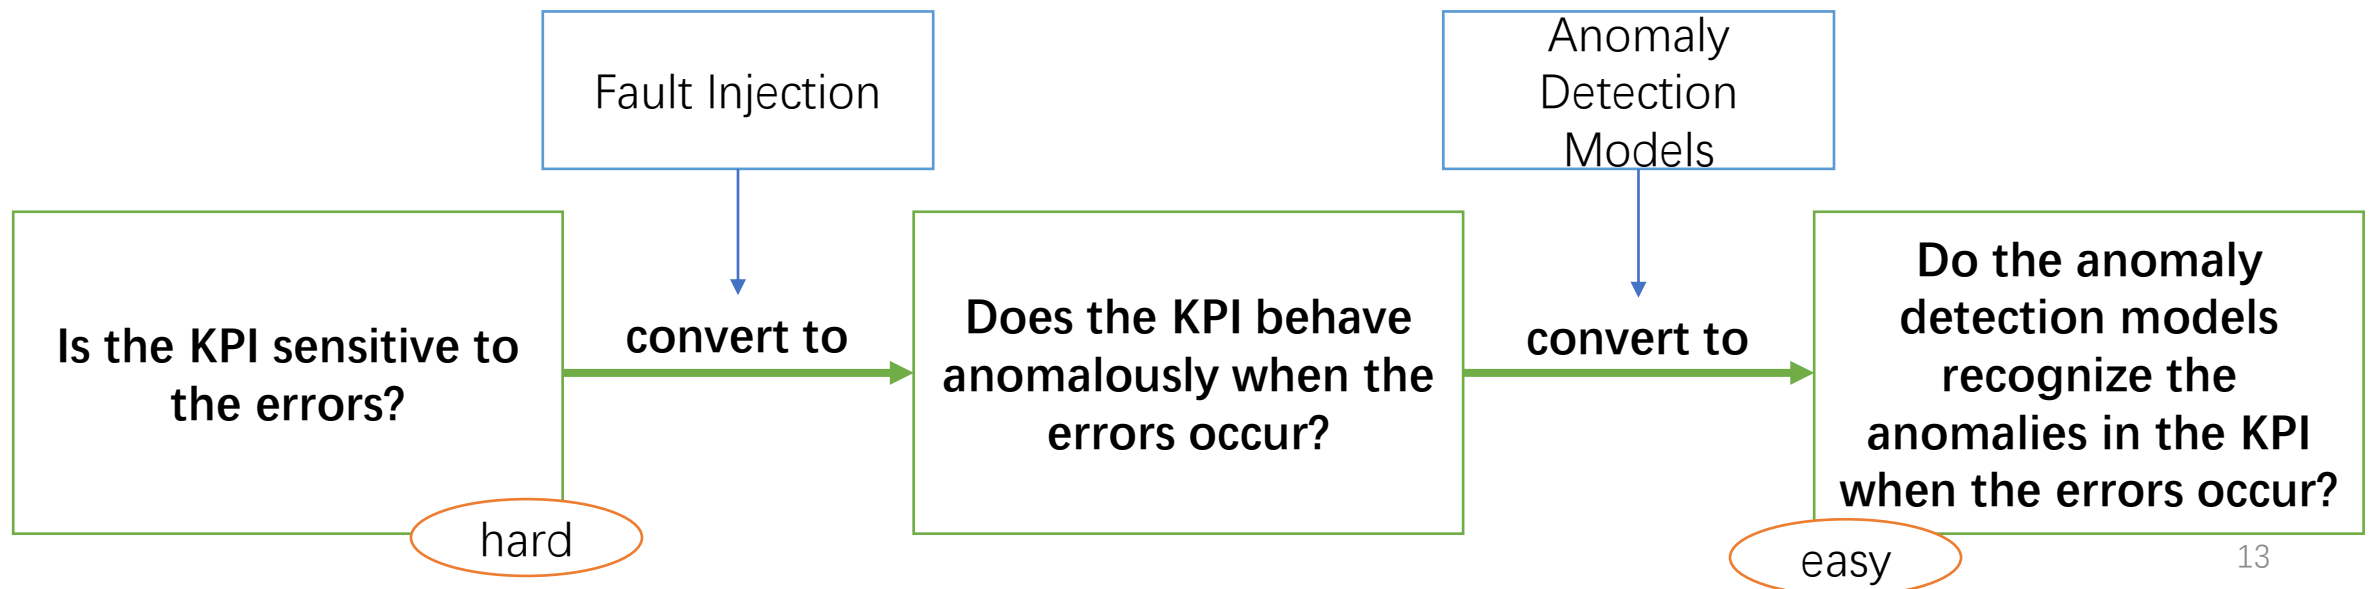 Fault Injection
Anomaly
Detection
Models
Is the KPI sensitive to
the errors?
hard
convert to
Does the KPI behave
anomalously when the
errors occur?
convert to
Do the anomaly
detection models
recognize the
anomalies in the KPI
when the errors occur?
easy
13